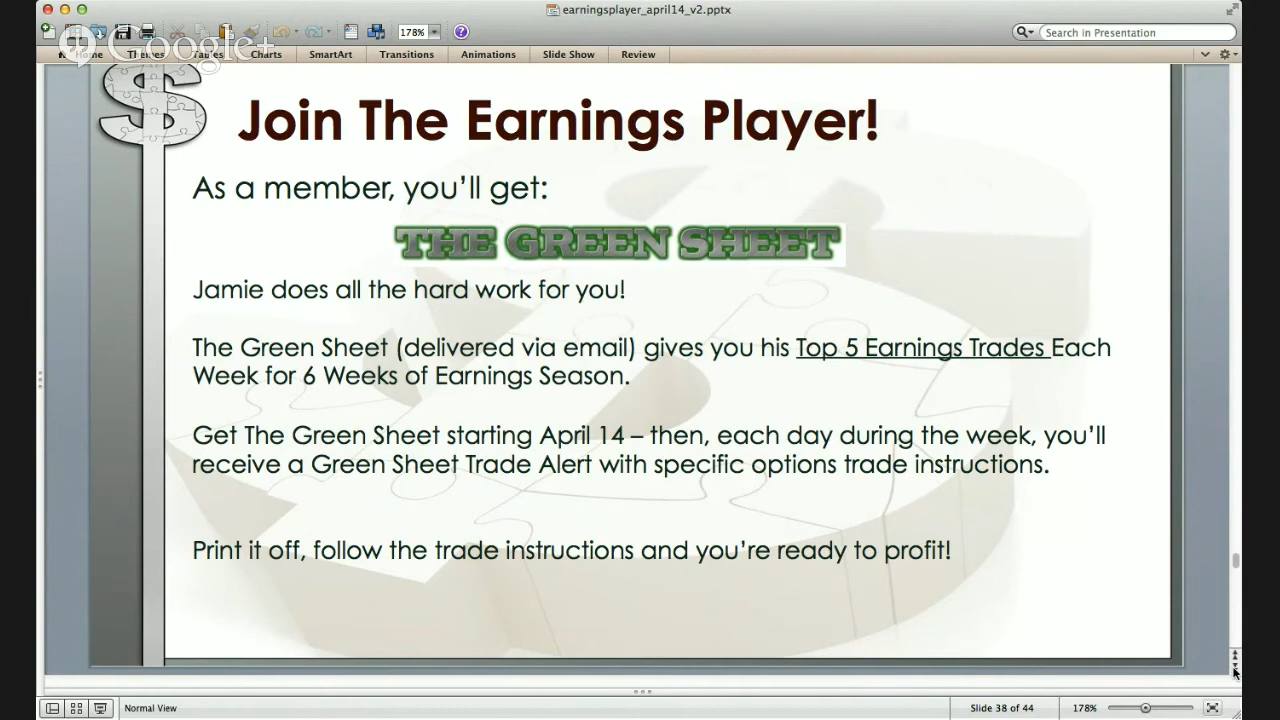 earningsplayer_april14_v2.pptx
178%
Search in Presentation
Google+
Home Themes Tables Charts SmartArt Transitions Animations Slide Show Review
$
Join The Earnings Player!
As a member, you’ll get:
THE GREEN SHEET
Jamie does all the hard work for you!
The Green Sheet (delivered via email) gives you his Top 5 Earnings Trades Each
Week for 6 Weeks of Earnings Season.
Get The Green Sheet starting April 14 – then, each day during the week, you’ll
receive a Green Sheet Trade Alert with specific options trade instructions.
Print it off, follow the trade instructions and you’re ready to profit!
Normal View
Slide 38 of 44
178%